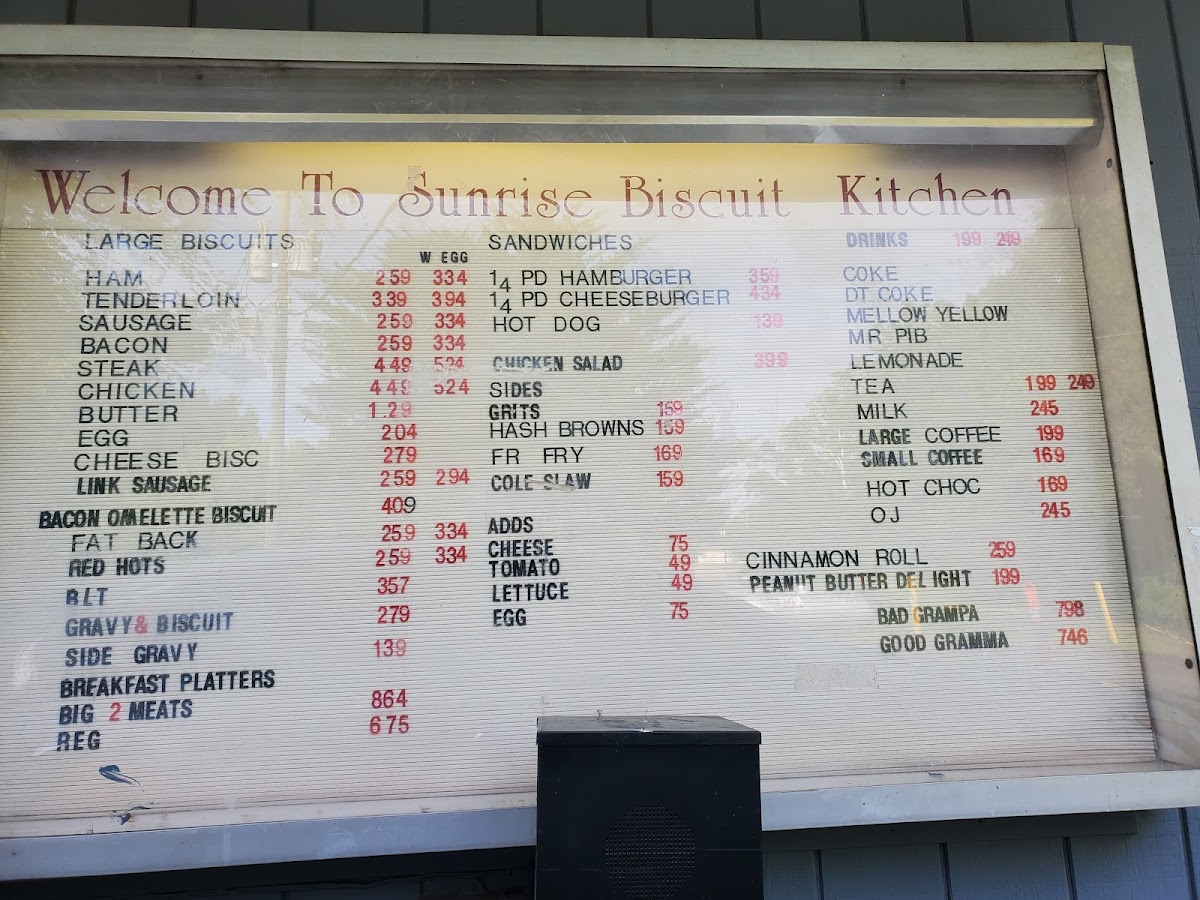 Welcome To Sunrise Biscuit Kitchen
LARGE BISCUITS
W EGG
HAM 259 334
TENDERLOIN 339 394
SAUSAGE 259 334
BACON 259 334
STEAK 449 524
CHICKEN 449 524
BUTTER 1.29
EGG 204
CHEESE BISC 279
LINK SAUSAGE 259 294
BACON OMELETTE BISCUIT 409
FAT BACK 259 334
RED HOTS 259 334
BLT 357
GRAVY & BISCUIT 279
SIDE GRAVY 139
BREAKFAST PLATTERS
BIG 2 MEATS 864
REG 675
SANDWICHES
1 4 PD HAMBURGER 359
1 4 PD CHEESEBURGER 434
HOT DOG 139
CHICKEN SALAD 399
SIDES
GRITS 159
HASH BROWNS 159
FR FRY 169
COLE SLAW 159
ADDS
CHEESE 75
TOMATO 49
LETTUCE 49
EGG 75
DRINKS 199 249
COKE
DT COKE
MELLOW YELLOW
MR PIB
LEMONADE
TEA 199 249
MILK 245
LARGE COFFEE 199
SMALL COFFEE 169
HOT CHOC 169
OJ 245
CINNAMON ROLL 259
PEANUT BUTTER DELIGHT 199
BAD GRAMPA 798
GOOD GRAMMA 746